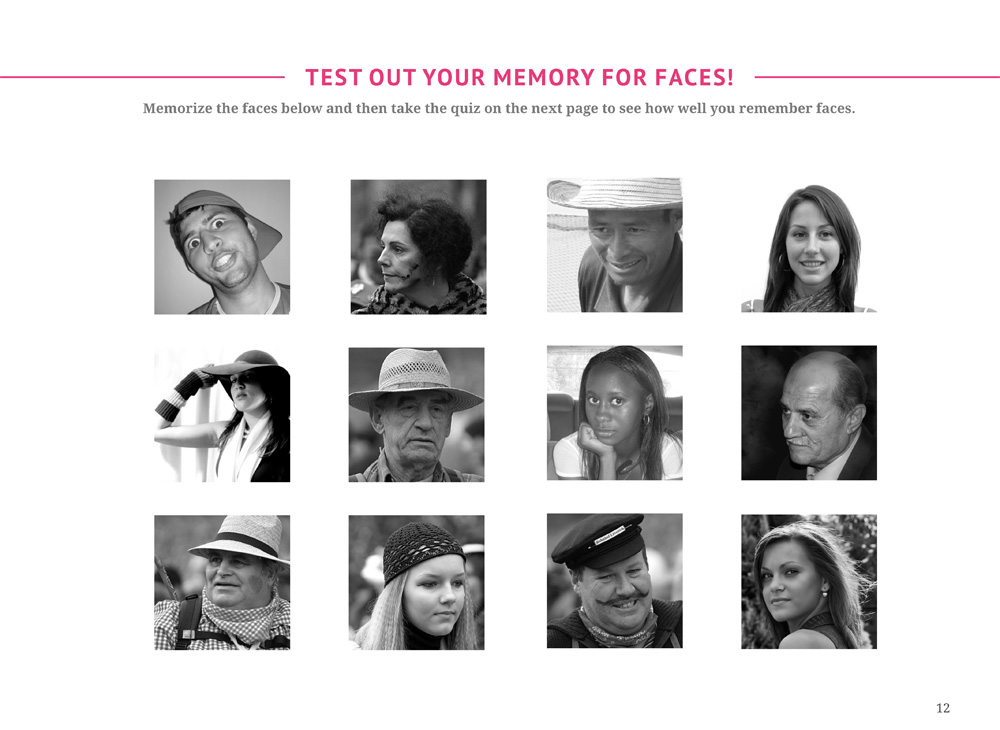 TEST OUT YOUR MEMORY FOR FACES!
Memorize the faces below and then take the quiz on the next page to see how well you remember faces.
12